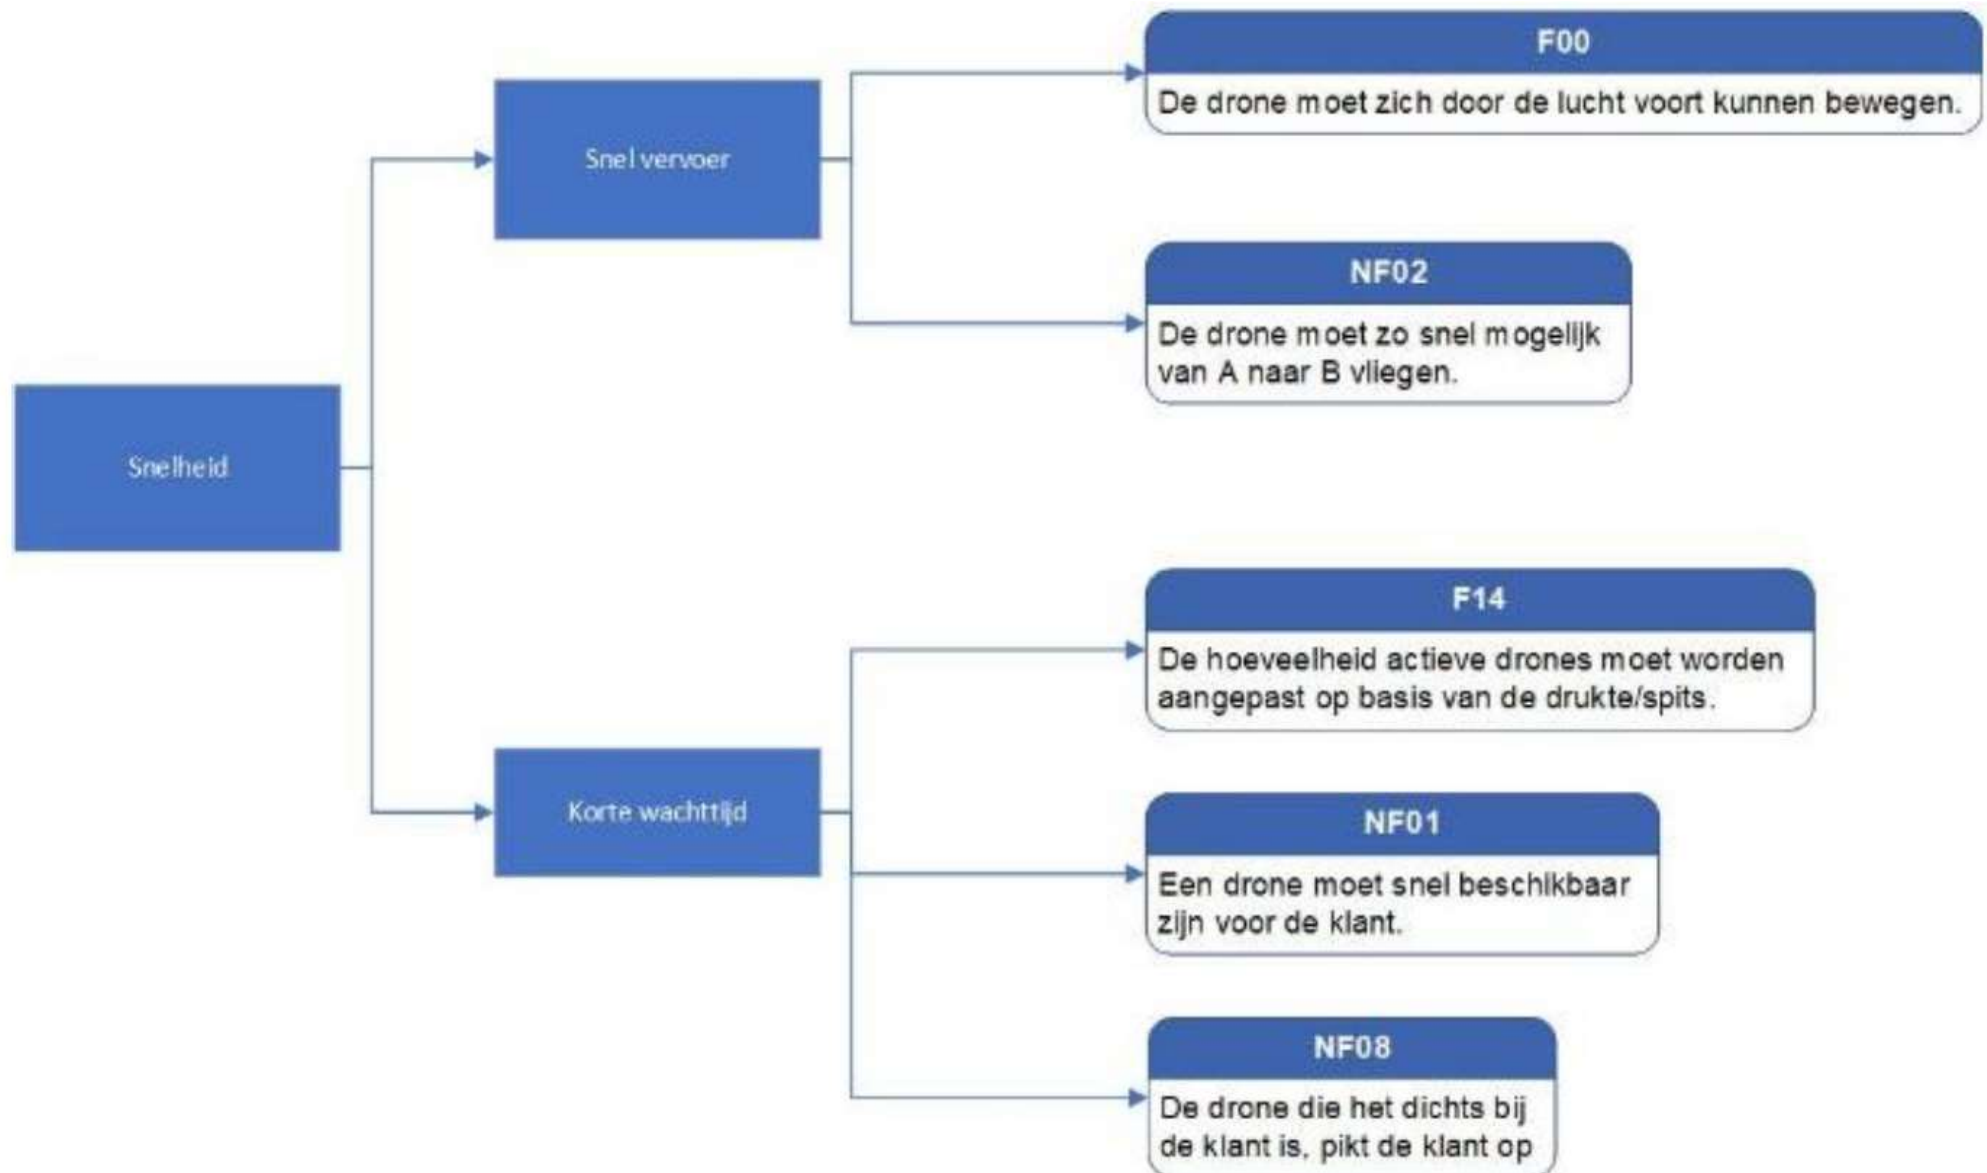 F00
De drone moet zich door de lucht voort kunnen bewegen.
Snel vervoer
NF02
De drone moet zo snel mogelijk
van A naar B vliegen.
Snelheid
F14
De hoeveelheid actieve drones moet worden
aangepast op basis van de drukte/spits.
Korte wachttijd
NF01
Een drone moet snel beschikbaar
zijn voor de klant.
NF08
De drone die het dichts bij
de klant is, pikt de klant op